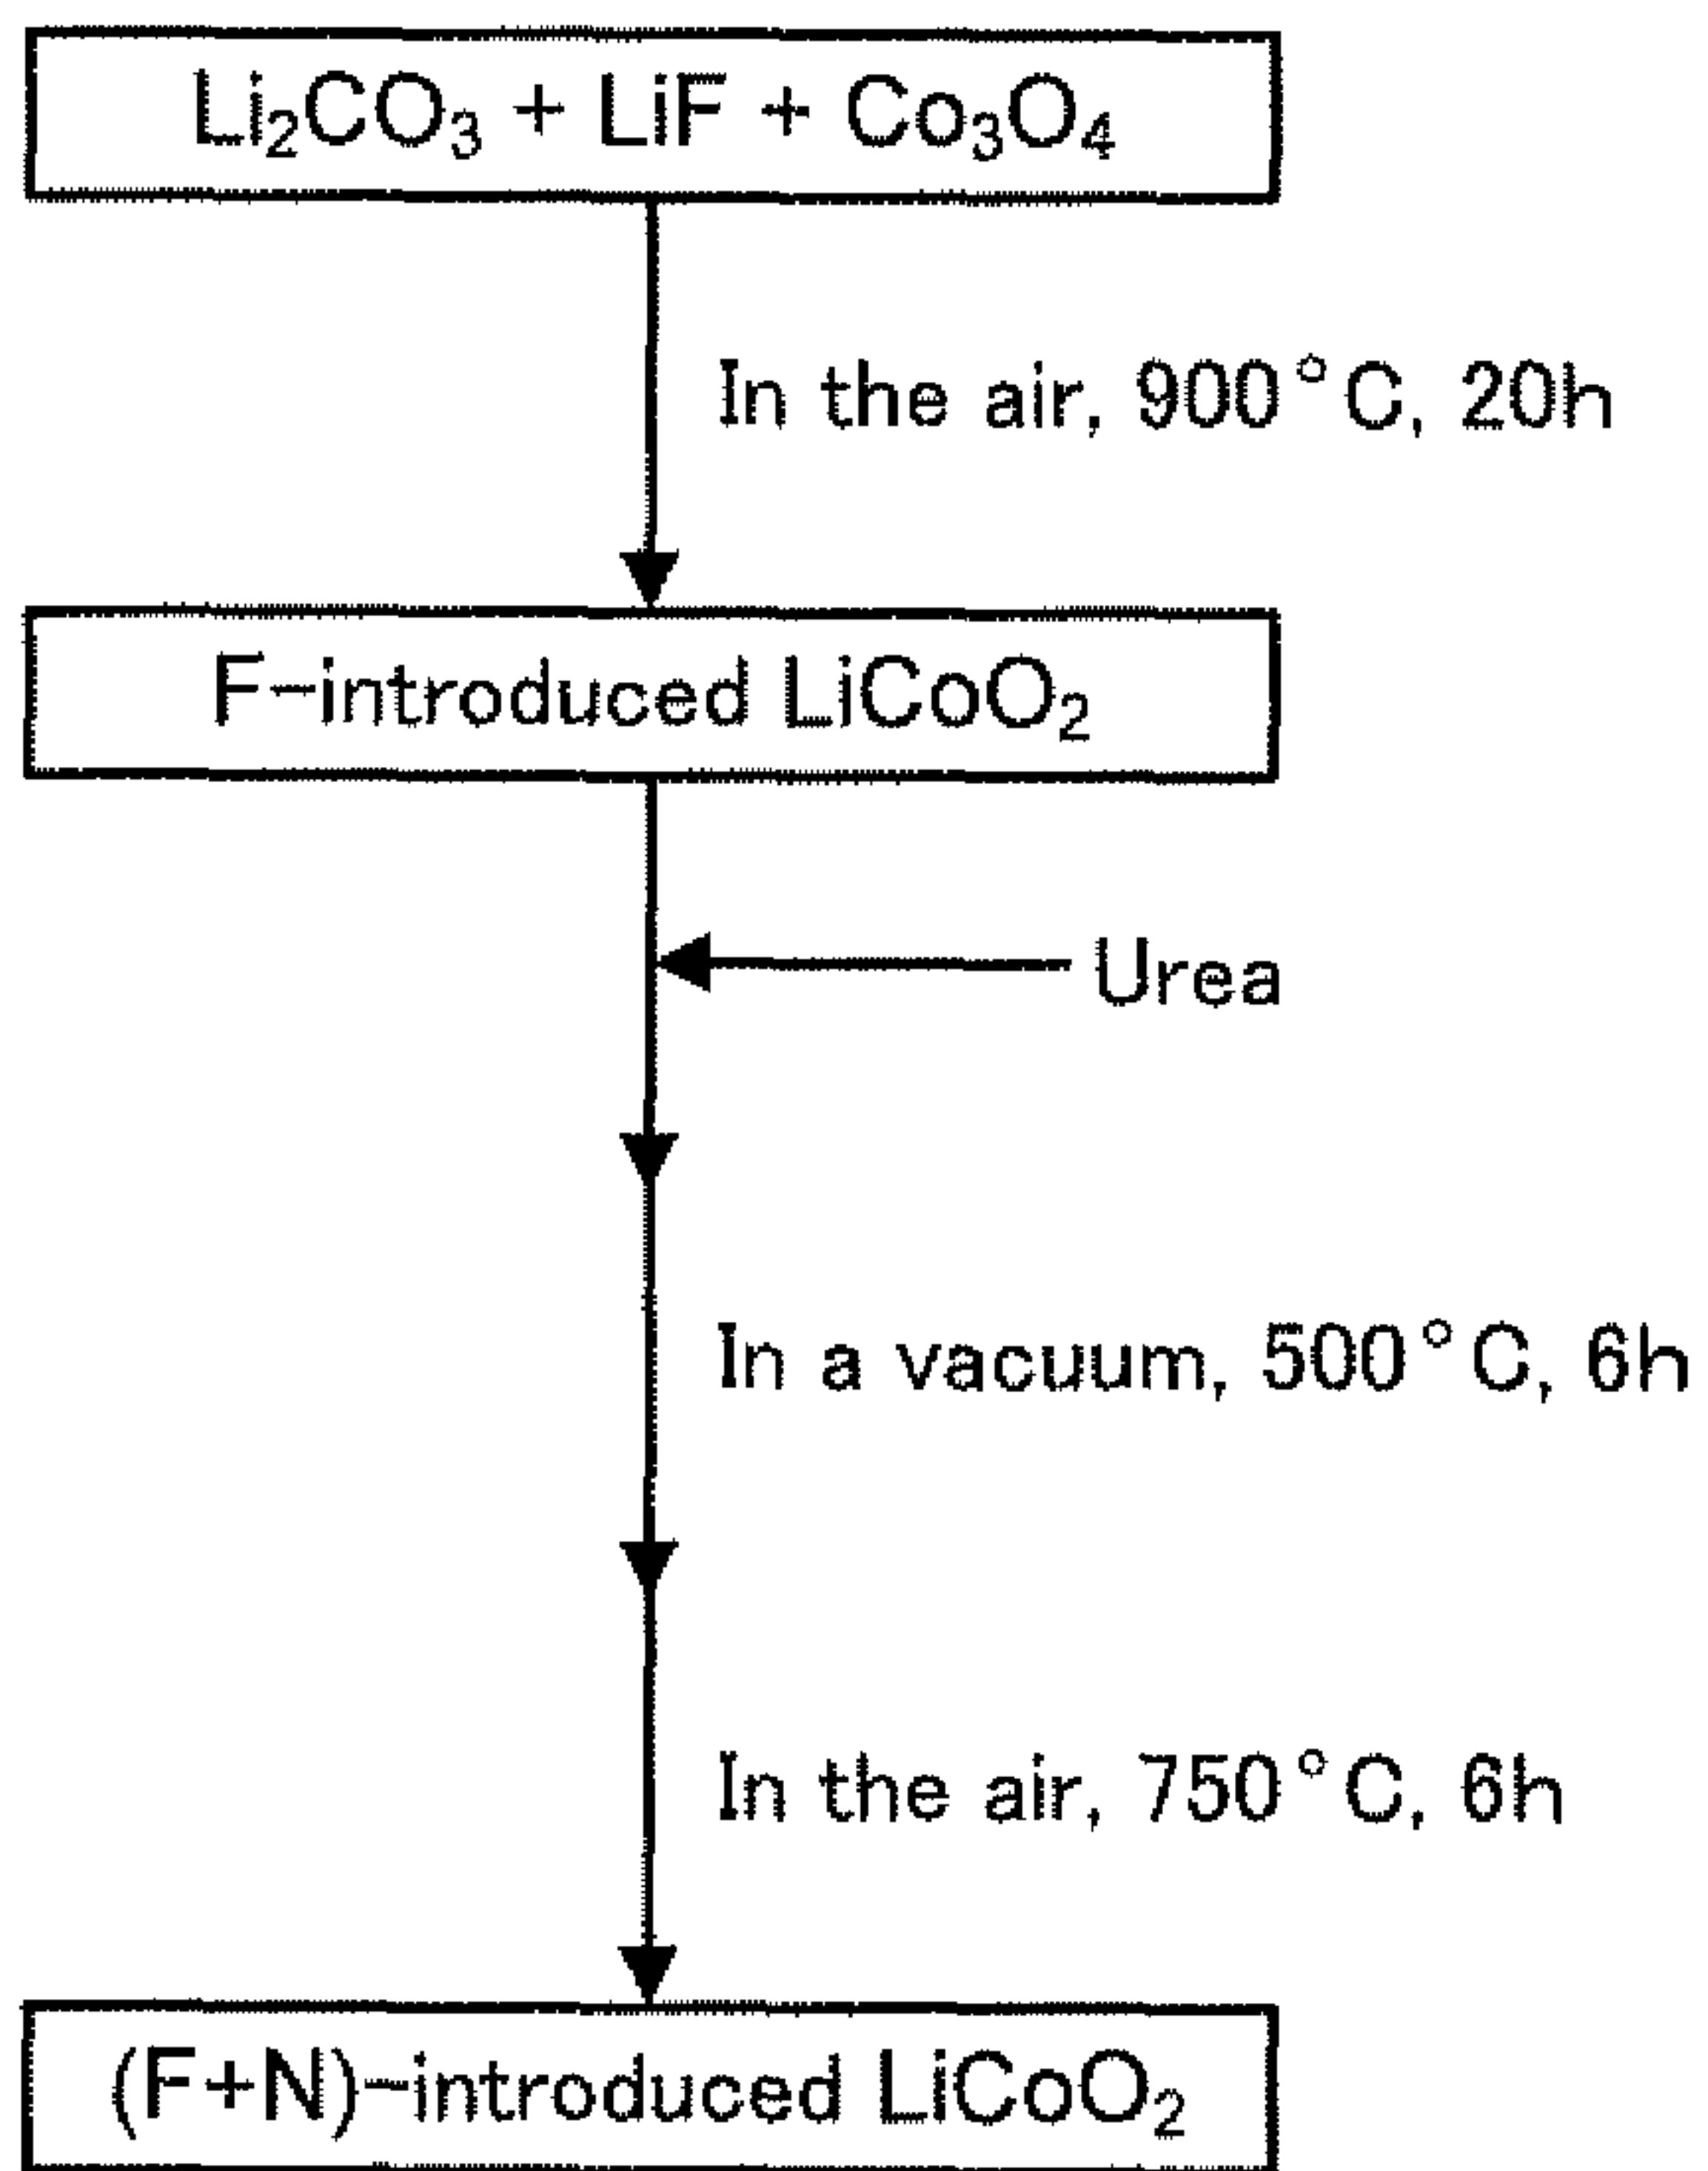 Li₂CO₃ + LiF + Co₃O₄
In the air, 900°C, 20h
F-introduced LiCoO₂
Urea
In a vacuum, 500°C, 6h
In the air, 750°C, 6h
(F+N)-introduced LiCoO₂